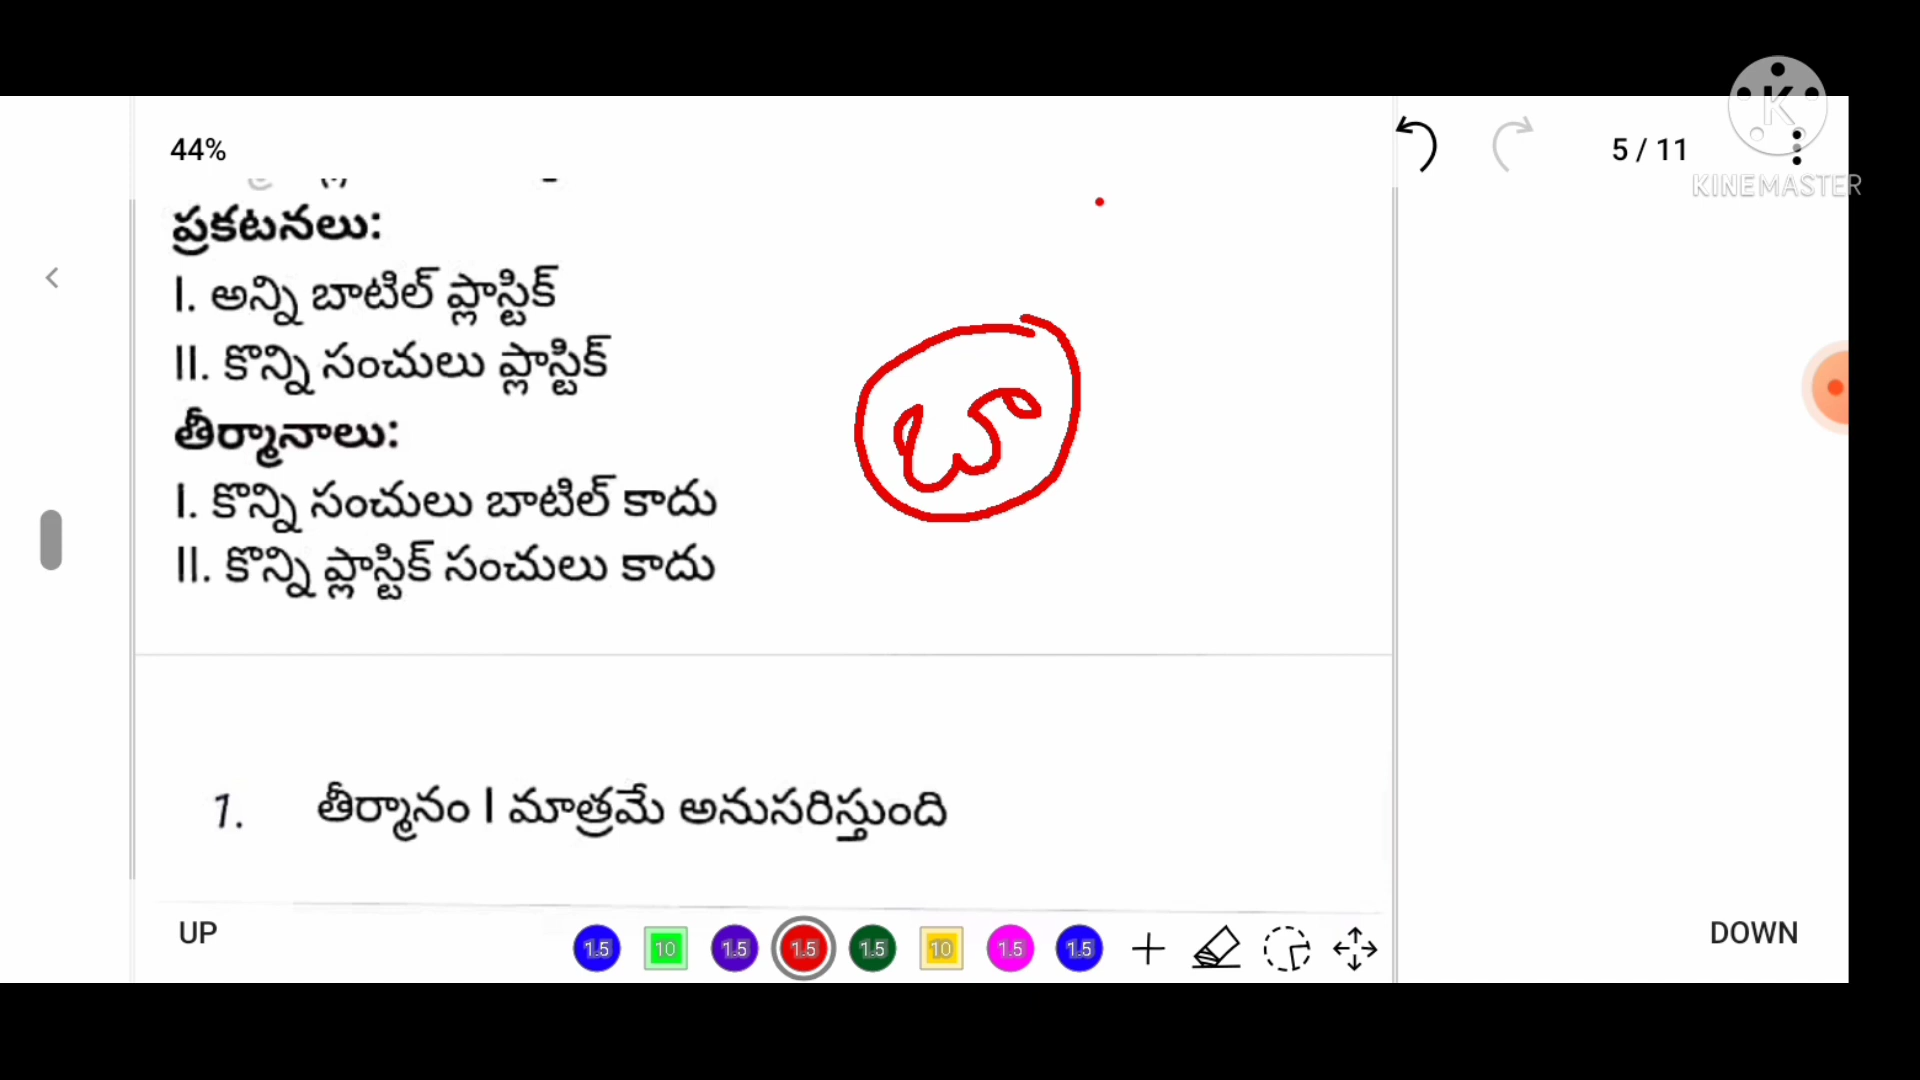 44%
5 / 11
KINEMASTER
ప్రకటనలు:
I. అన్ని బాటిల్ ప్లాస్టిక్
II. కొన్ని సంచులు ప్లాస్టిక్
తీర్మానాలు:
I. కొన్ని సంచులు బాటిల్ కాదు
II. కొన్ని ప్లాస్టిక్ సంచులు కాదు
బా
1. తీర్మానం I మాత్రమే అనుసరిస్తుంది
UP
1.5 10 1.5 1.5 1.5 10 1.5 1.5
DOWN